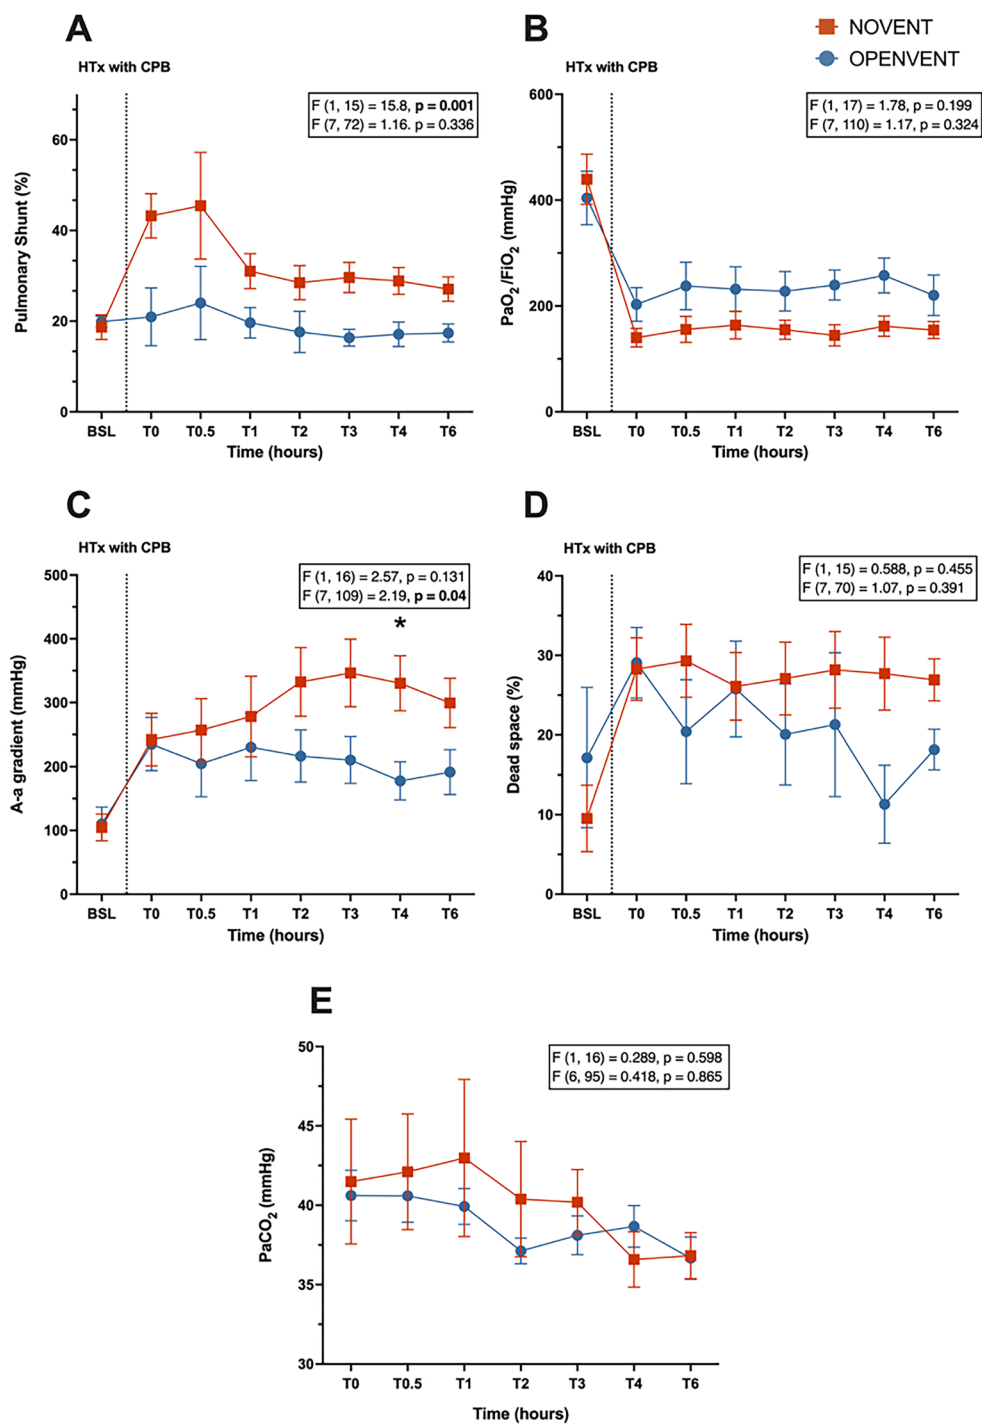 A
B
NOVENT
OPENVENT
HTx with CPB
F (1, 15) = 15.8, p = 0.001
F (7, 72) = 1.16. p = 0.336
Pulmonary Shunt (%)
60
40
20
0
BSL T0 T0.5 T1 T2 T3 T4 T6
Time (hours)
HTx with CPB
F (1, 17) = 1.78, p = 0.199
F (7, 110) = 1.17, p = 0.324
PaO2 /FiO2 (mmHg)
600
400
200
0
BSL T0 T0.5 T1 T2 T3 T4 T6
Time (hours)
C
HTx with CPB
F (1, 16) = 2.57, p = 0.131
F (7, 109) = 2.19, p = 0.04
*
A-a gradient (mmHg)
500
400
300
200
100
0
BSL T0 T0.5 T1 T2 T3 T4 T6
Time (hours)
D
HTx with CPB
F (1, 15) = 0.588, p = 0.455
F (7, 70) = 1.07, p = 0.391
Dead space (%)
40
30
20
10
0
BSL T0 T0.5 T1 T2 T3 T4 T6
Time (hours)
E
F (1, 16) = 0.289, p = 0.598
F (6, 95) = 0.418, p = 0.865
PaCO2 (mmHg)
50
45
40
35
30
T0 T0.5 T1 T2 T3 T4 T6
Time (hours)